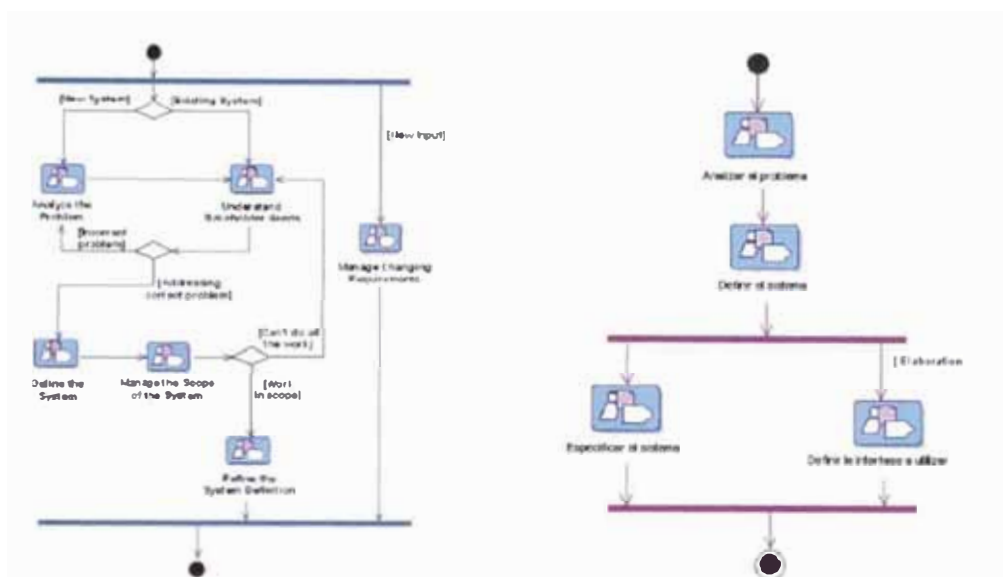 [New System]
[Existing System]
[New Input]
Analyze the
Problem
Understand
Stakeholder Needs
[Incorrect
problem]
Manage Changing
Requirements
[Addressing
correct problem]
[Can't do all
the work]
Define the
System
Manage the Scope
of the System
[Work
in scope]
Refine the
System Definition
Analizar el problema
Definir el sistema
[ Elaboration
Especificar el sistema
Definir la interfase a utilizar